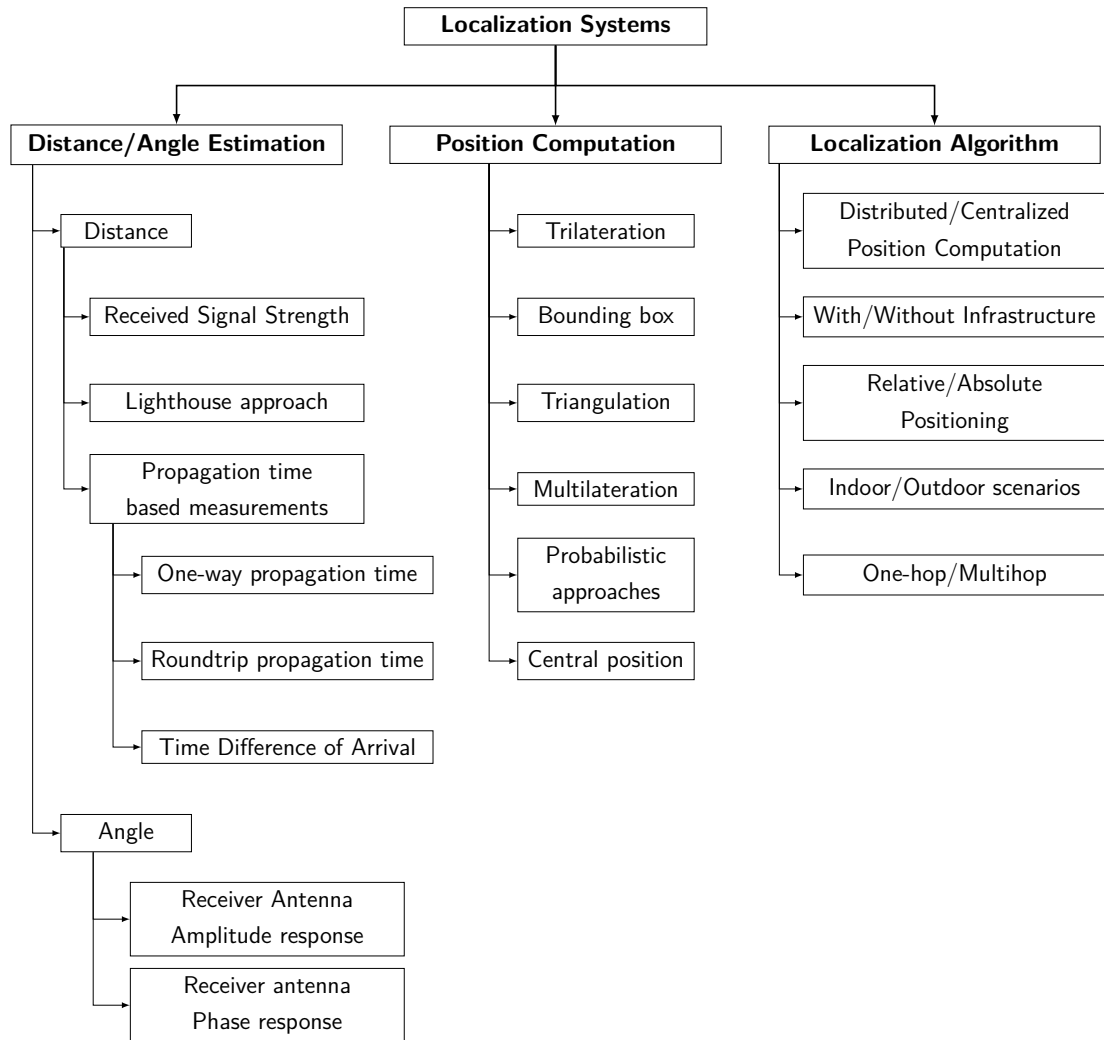 Localization Systems
Distance/Angle Estimation
Distance
Received Signal Strength
Lighthouse approach
Propagation time
based measurements
One-way propagation time
Roundtrip propagation time
Time Difference of Arrival
Angle
Receiver Antenna
Amplitude response
Receiver antenna
Phase response
Position Computation
Trilateration
Bounding box
Triangulation
Multilateration
Probabilistic
approaches
Central position
Localization Algorithm
Distributed/Centralized
Position Computation
With/Without Infrastructure
Relative/Absolute
Positioning
Indoor/Outdoor scenarios
One-hop/Multihop